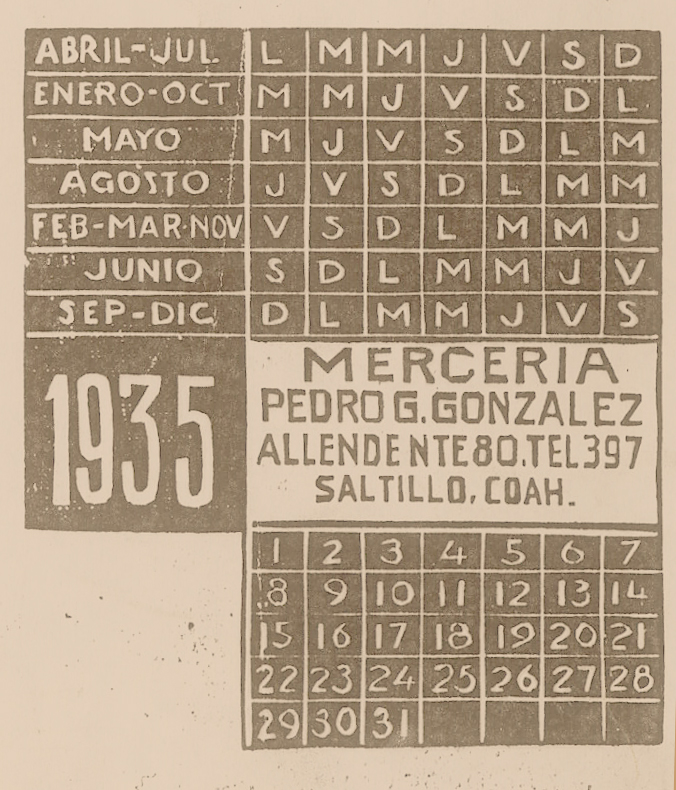 ABRIL-JUL. L M M J V S D
ENERO-OCT M M J V S D L
MAYO M J V S D L M
AGOSTO J V S D L M M
FEB-MAR-NOV V S D L M M J
JUNIO S D L M M J V
SEP-DIC D L M M J V S
1935
MERCERIA
PEDRO G. GONZALEZ
ALLENDE NTE 80. TEL 397
SALTILLO, COAH.
1 2 3 4 5 6 7
8 9 10 11 12 13 14
15 16 17 18 19 20 21
22 23 24 25 26 27 28
29 30 31